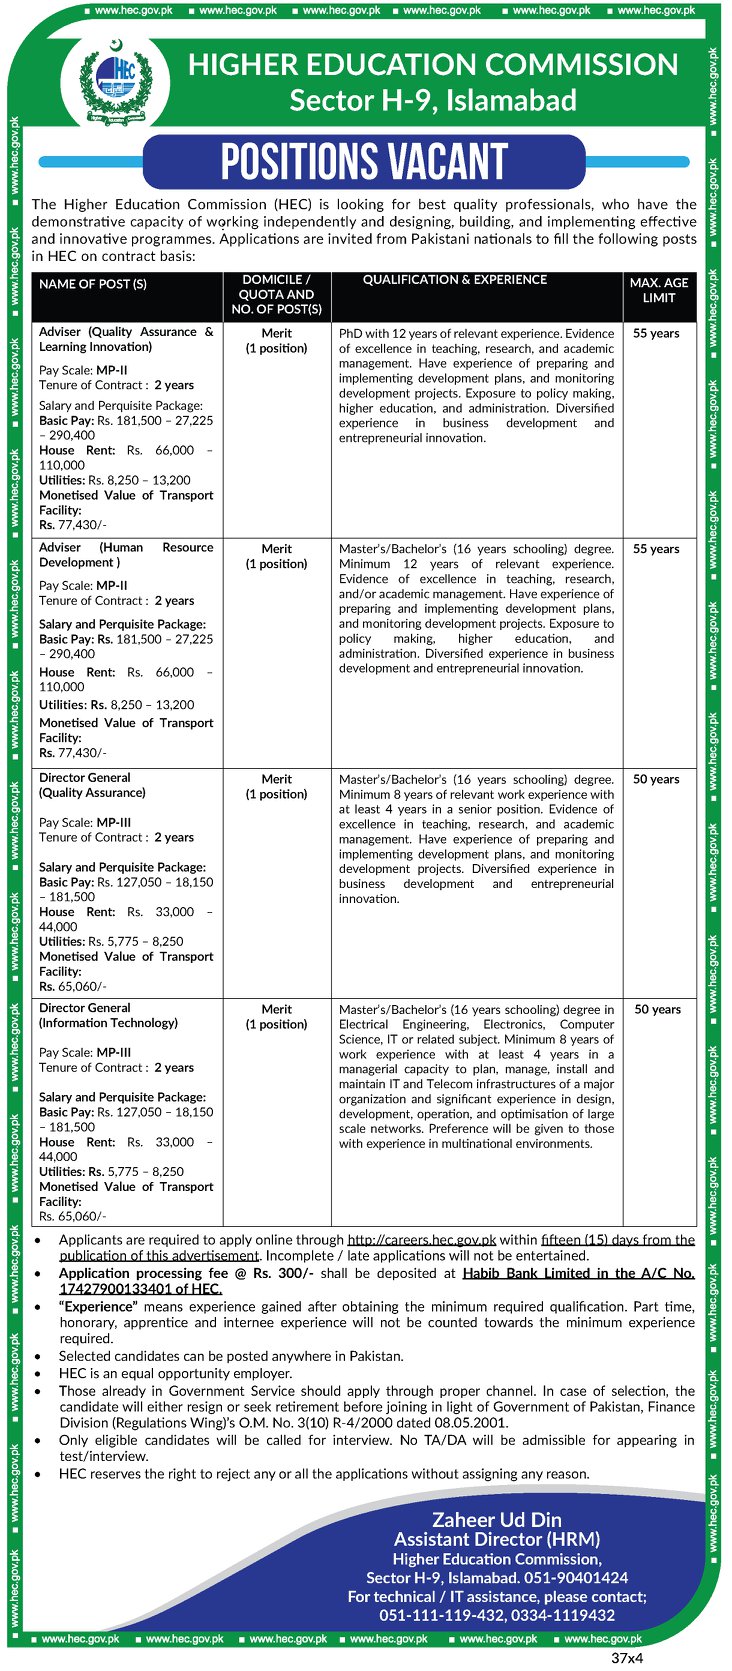 www.hec.gov.pk www.hec.gov.pk www.hec.gov.pk www.hec.gov.pk www.hec.gov.pk www.hec.gov.pk
HEC
HIGHER EDUCATION COMMISSION
Sector H-9, Islamabad
POSITIONS VACANT
The Higher Education Commission (HEC) is looking for best quality professionals, who have the
demonstrative capacity of working independently and designing, building, and implementing effective
and innovative programmes. Applications are invited from Pakistani nationals to fill the following posts
in HEC on contract basis:
NAME OF POST (S)
DOMICILE /
QUOTA AND
NO. OF POST(S)
QUALIFICATION & EXPERIENCE
MAX. AGE
LIMIT
Adviser (Quality Assurance &
Learning Innovation)
Pay Scale: MP-II
Tenure of Contract : 2 years
Salary and Perquisite Package:
Basic Pay: Rs. 181,500 – 27,225
– 290,400
House Rent: Rs. 66,000 –
110,000
Utilities: Rs. 8,250 – 13,200
Monetised Value of Transport
Facility:
Rs. 77,430/-
Merit
(1 position)
PhD with 12 years of relevant experience. Evidence
of excellence in teaching, research, and academic
management. Have experience of preparing and
implementing development plans, and monitoring
development projects. Exposure to policy making,
higher education, and administration. Diversified
experience in business development and
entrepreneurial innovation.
55 years
Adviser (Human Resource
Development )
Pay Scale: MP-II
Tenure of Contract : 2 years
Salary and Perquisite Package:
Basic Pay: Rs. 181,500 – 27,225
– 290,400
House Rent: Rs. 66,000 –
110,000
Utilities: Rs. 8,250 – 13,200
Monetised Value of Transport
Facility:
Rs. 77,430/-
Merit
(1 position)
Master's/Bachelor's (16 years schooling) degree.
Minimum 12 years of relevant experience.
Evidence of excellence in teaching, research,
and/or academic management. Have experience of
preparing and implementing development plans,
and monitoring development projects. Exposure to
policy making, higher education, and
administration. Diversified experience in business
development and entrepreneurial innovation.
55 years
Director General
(Quality Assurance)
Pay Scale: MP-III
Tenure of Contract : 2 years
Salary and Perquisite Package:
Basic Pay: Rs. 127,050 – 18,150
– 181,500
House Rent: Rs. 33,000 –
44,000
Utilities: Rs. 5,775 – 8,250
Monetised Value of Transport
Facility:
Rs. 65,060/-
Merit
(1 position)
Master's/Bachelor's (16 years schooling) degree.
Minimum 8 years of relevant work experience with
at least 4 years in a senior position. Evidence of
excellence in teaching, research, and academic
management. Have experience of preparing and
implementing development plans, and monitoring
development projects. Diversified experience in
business development and entrepreneurial
innovation.
50 years
Director General
(Information Technology)
Pay Scale: MP-III
Tenure of Contract : 2 years
Salary and Perquisite Package:
Basic Pay: Rs. 127,050 – 18,150
– 181,500
House Rent: Rs. 33,000 –
44,000
Utilities: Rs. 5,775 – 8,250
Monetised Value of Transport
Facility:
Rs. 65,060/-
Merit
(1 position)
Master's/Bachelor's (16 years schooling) degree in
Electrical Engineering, Electronics, Computer
Science, IT or related subject. Minimum 8 years of
work experience with at least 4 years in a
managerial capacity to plan, manage, install and
maintain IT and Telecom infrastructures of a major
organization and significant experience in design,
development, operation, and optimisation of large
scale networks. Preference will be given to those
with experience in multinational environments.
50 years
• Applicants are required to apply online through http://careers.hec.gov.pk within fifteen (15) days from the
publication of this advertisement. Incomplete / late applications will not be entertained.
• Application processing fee @ Rs. 300/- shall be deposited at Habib Bank Limited in the A/C No.
17427900133401 of HEC.
• "Experience" means experience gained after obtaining the minimum required qualification. Part time,
honorary, apprentice and internee experience will not be counted towards the minimum experience
required.
• Selected candidates can be posted anywhere in Pakistan.
• HEC is an equal opportunity employer.
• Those already in Government Service should apply through proper channel. In case of selection, the
candidate will either resign or seek retirement before joining in light of Government of Pakistan, Finance
Division (Regulations Wing)'s O.M. No. 3(10) R-4/2000 dated 08.05.2001.
• Only eligible candidates will be called for interview. No TA/DA will be admissible for appearing in
test/interview.
• HEC reserves the right to reject any or all the applications without assigning any reason.
Zaheer Ud Din
Assistant Director (HRM)
Higher Education Commission,
Sector H-9, Islamabad. 051-90401424
For technical / IT assistance, please contact;
051-111-119-432, 0334-1119432
www.hec.gov.pk www.hec.gov.pk www.hec.gov.pk www.hec.gov.pk www.hec.gov.pk www.hec.gov.pk
37x4